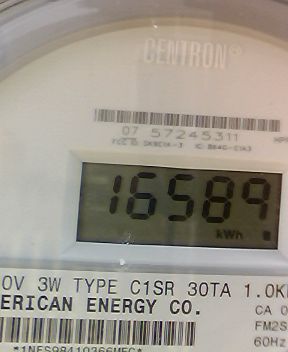 CENTRON®
07 57245311
16589
kWh
0V 3W TYPE C1SR 30TA 1.0K
ERICAN ENERGY CO.
CA 0
FM2S
60Hz